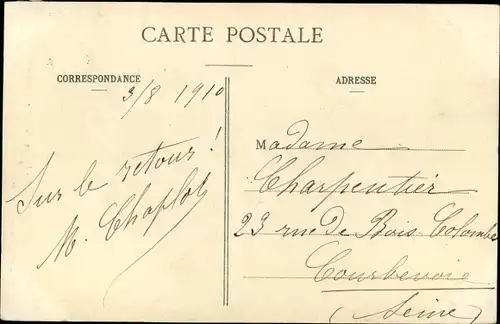 CARTE POSTALE
CORRESPONDANCE
3/8 1910
Sur le retour!
M. Chaplot
ADRESSE
Madame
Charpentier
23 rue de Bois-Colombe
Courbevoie
(Seine)